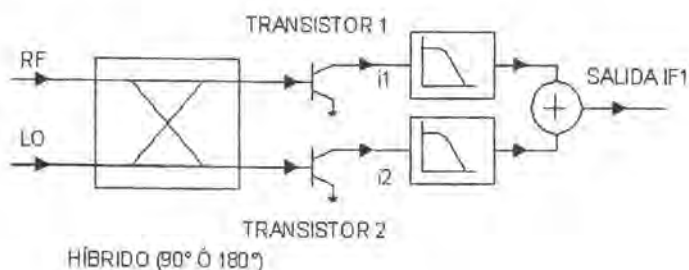 TRANSISTOR 1
RF
i1
SALIDA IF1
LO
i2
TRANSISTOR 2
HÍBRIDO (90° Ó 180°)